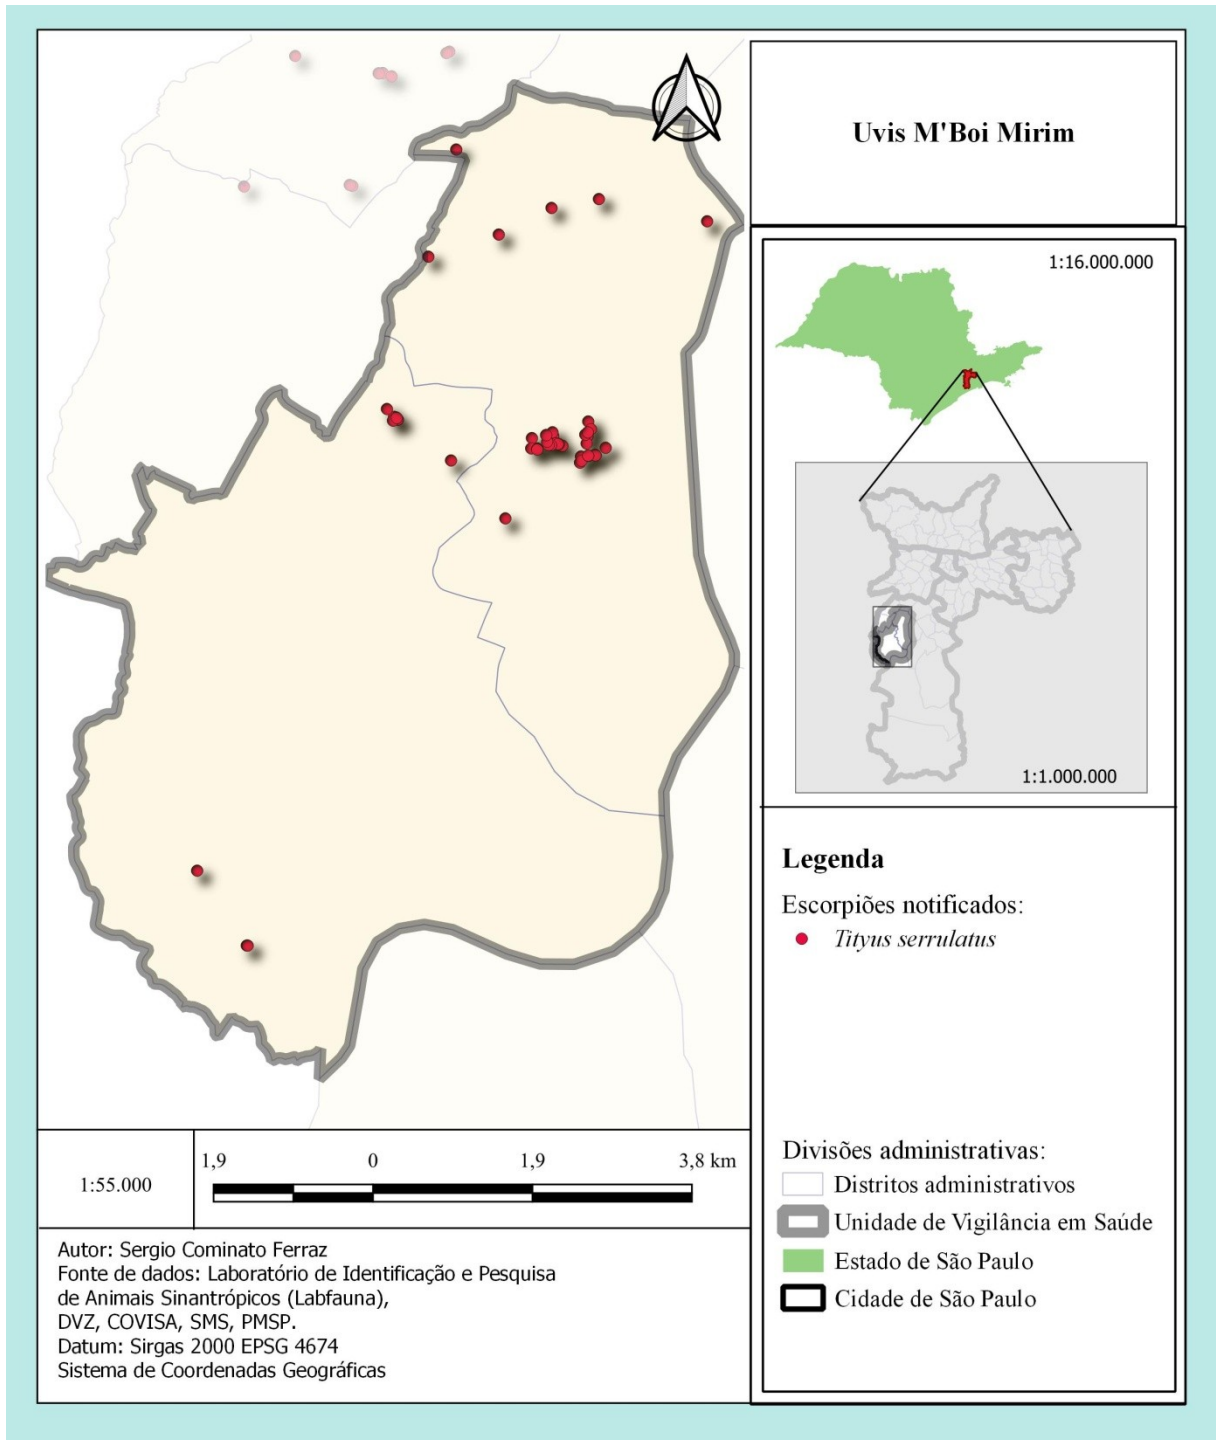 Uvis M'Boi Mirim
1:16.000.000
1:1.000.000
Legenda
Escorpiões notificados:
Tityus serrulatus
Divisões administrativas:
Distritos administrativos
Unidade de Vigilância em Saúde
Estado de São Paulo
Cidade de São Paulo
1:55.000
1,9 0 1,9 3,8 km
Autor: Sergio Cominato Ferraz
Fonte de dados: Laboratório de Identificação e Pesquisa
de Animais Sinantrópicos (Labfauna),
DVZ, COVISA, SMS, PMSP.
Datum: Sirgas 2000 EPSG 4674
Sistema de Coordenadas Geográficas